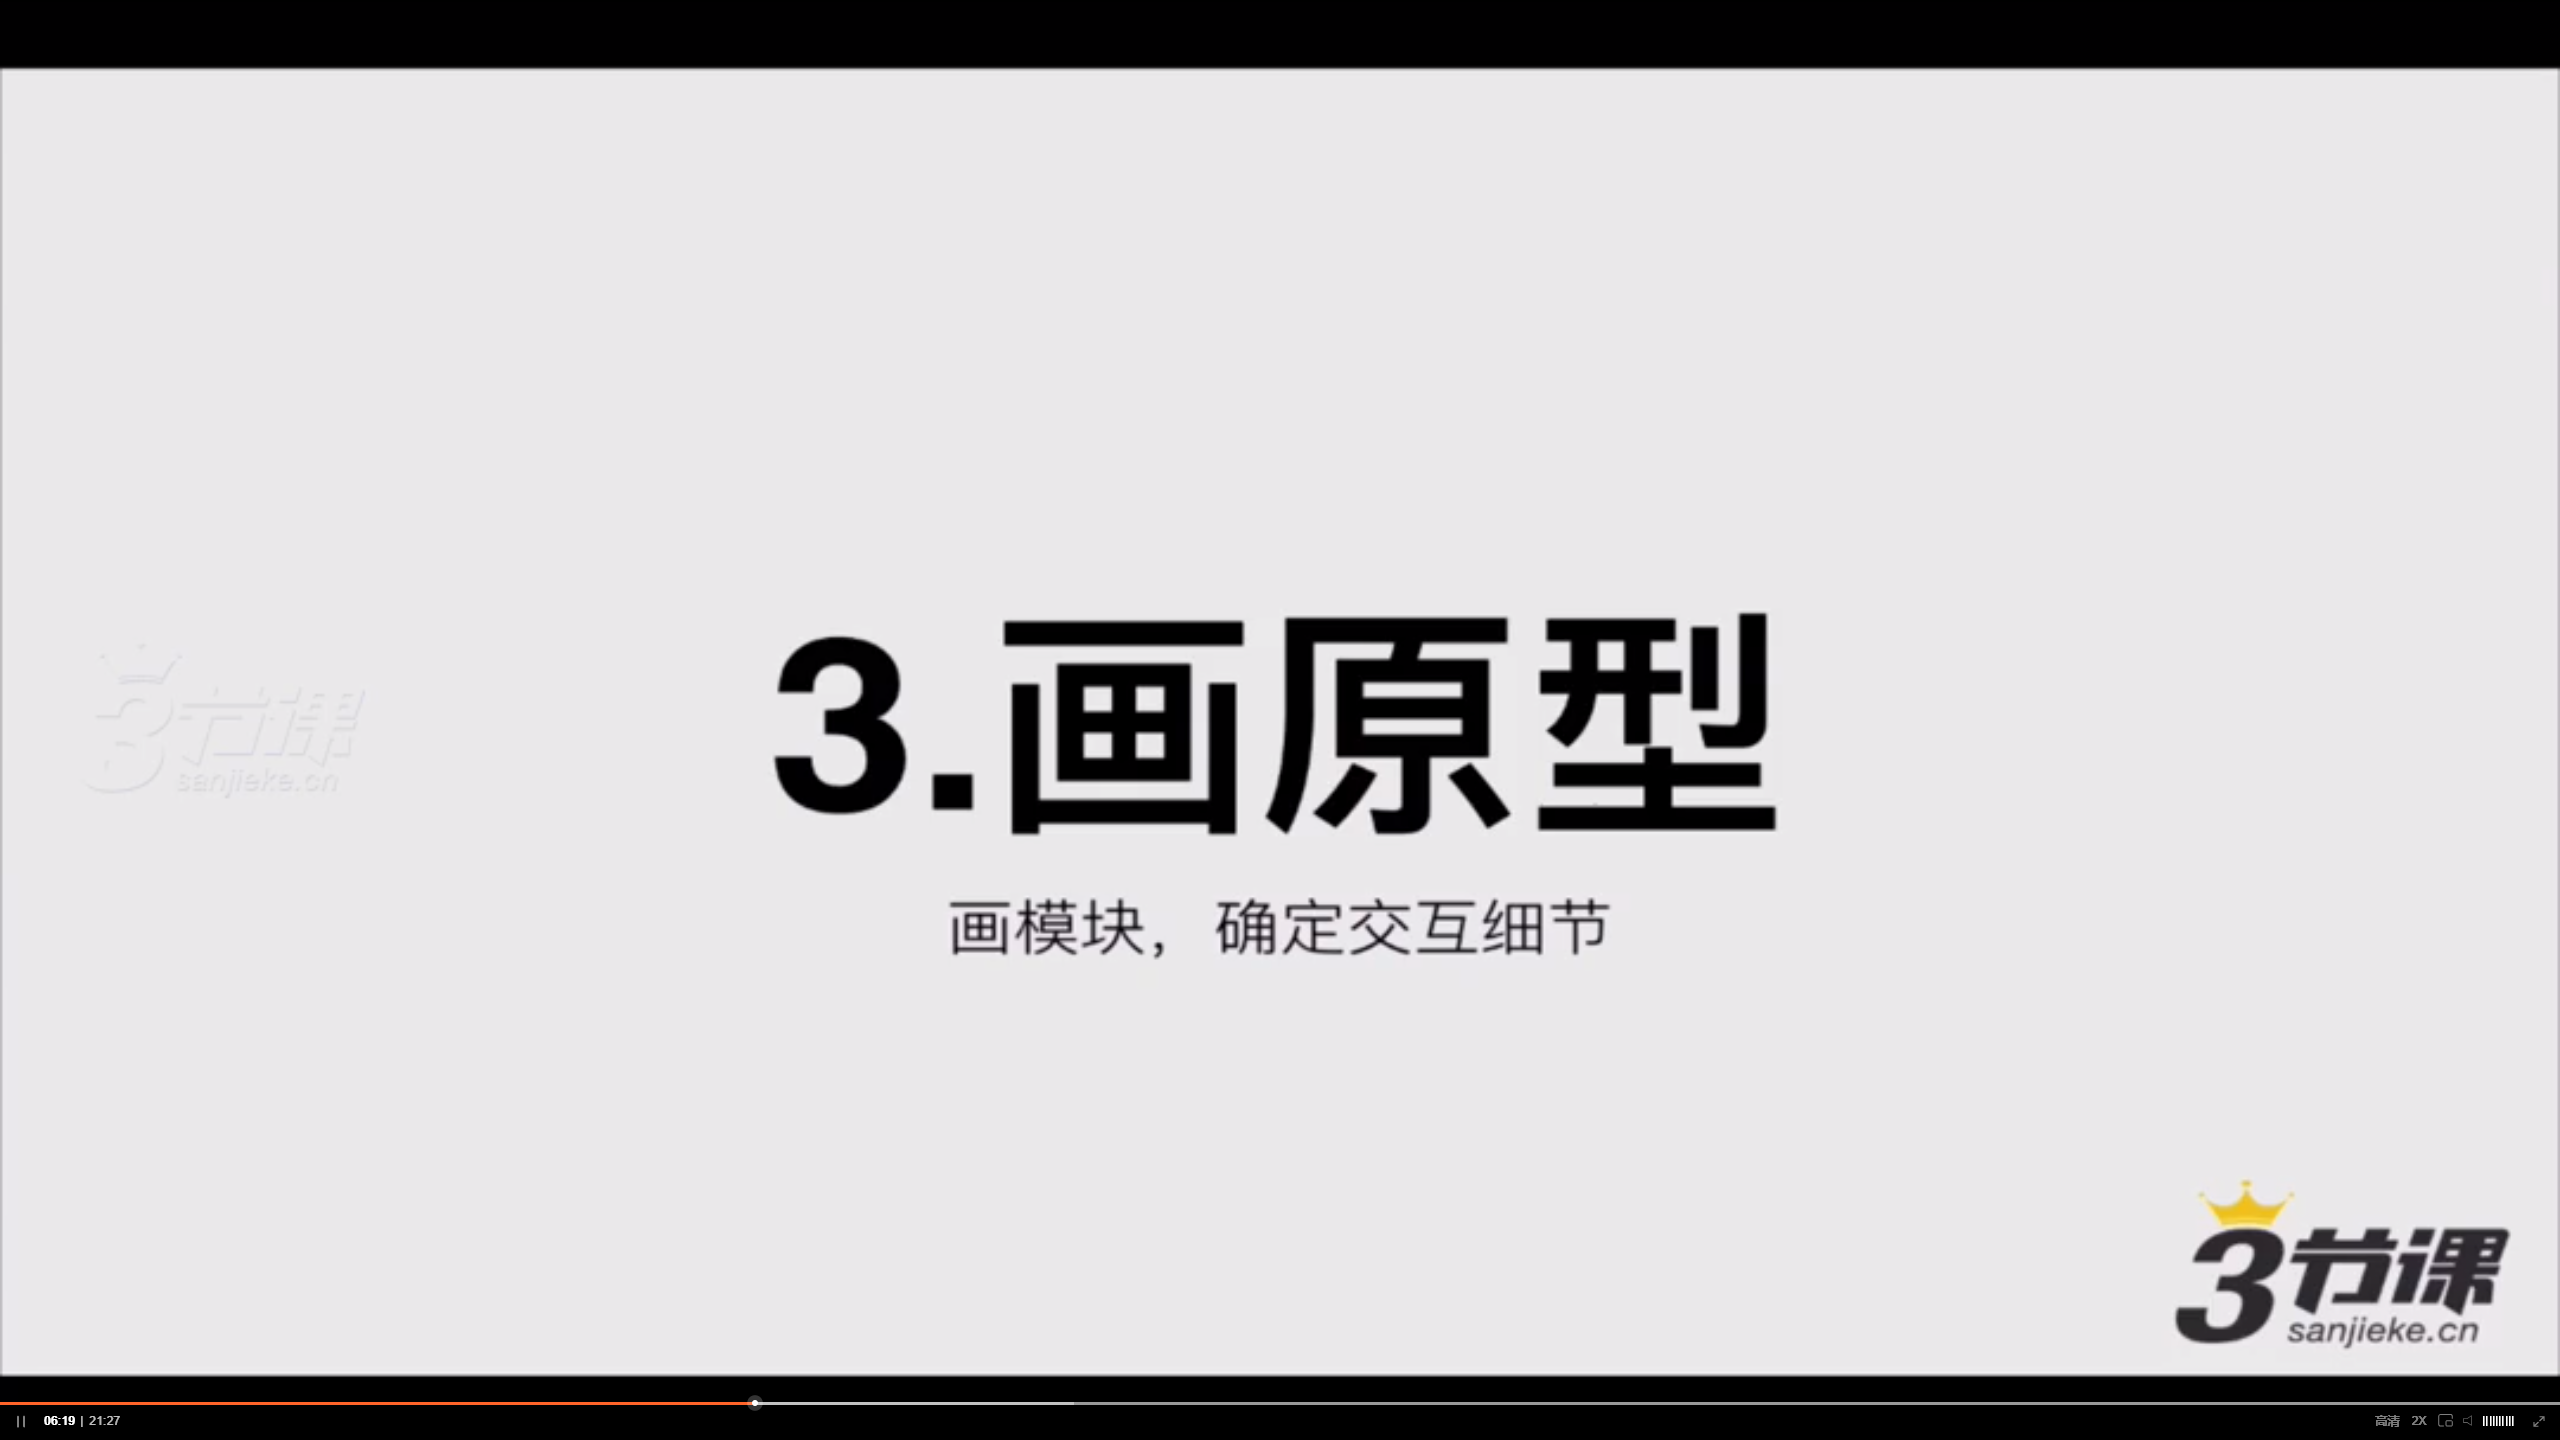 3.画原型
3节课
sanjieke.cn
画模块，确定交互细节
3节课
sanjieke.cn
06:19 | 21:27
高清 2X